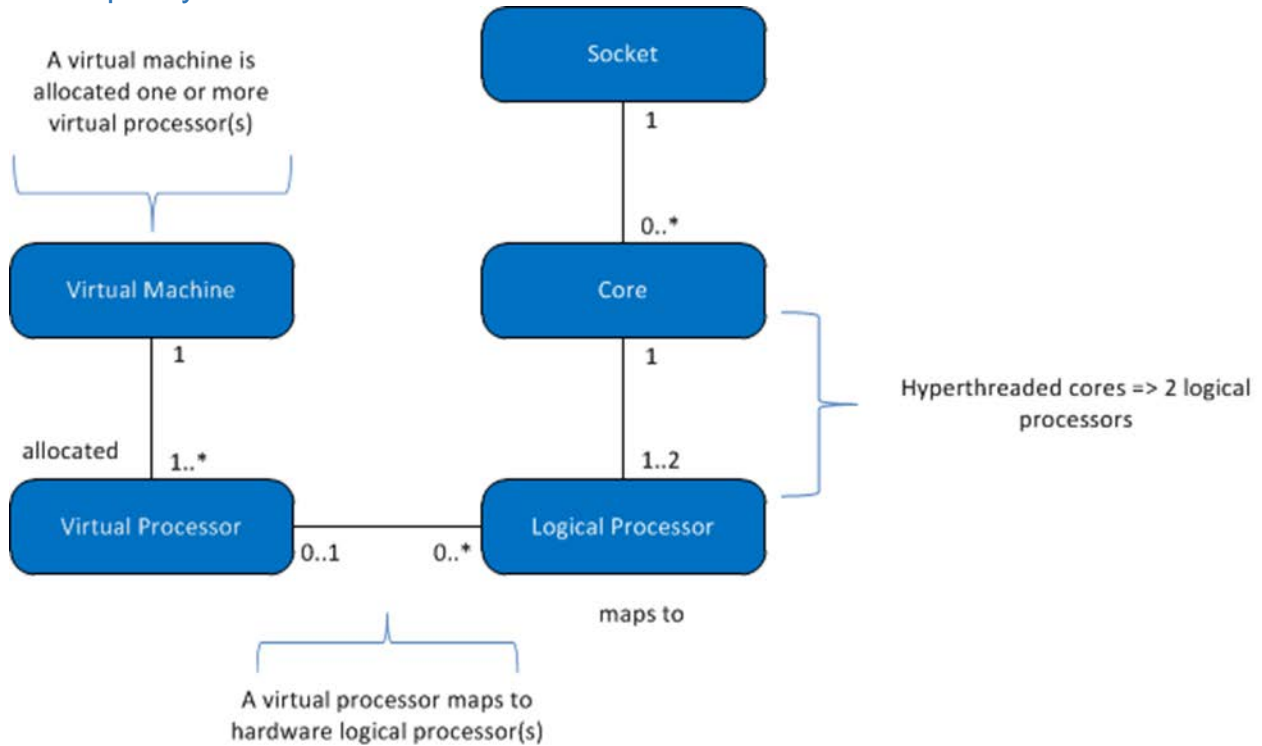 A virtual machine is
allocated one or more
virtual processor(s)
Socket
1
0..*
Virtual Machine
Core
1
1
Hyperthreaded cores => 2 logical
processors
allocated
1..*
1..2
Virtual Processor
Logical Processor
0..1
0..*
maps to
A virtual processor maps to
hardware logical processor(s)